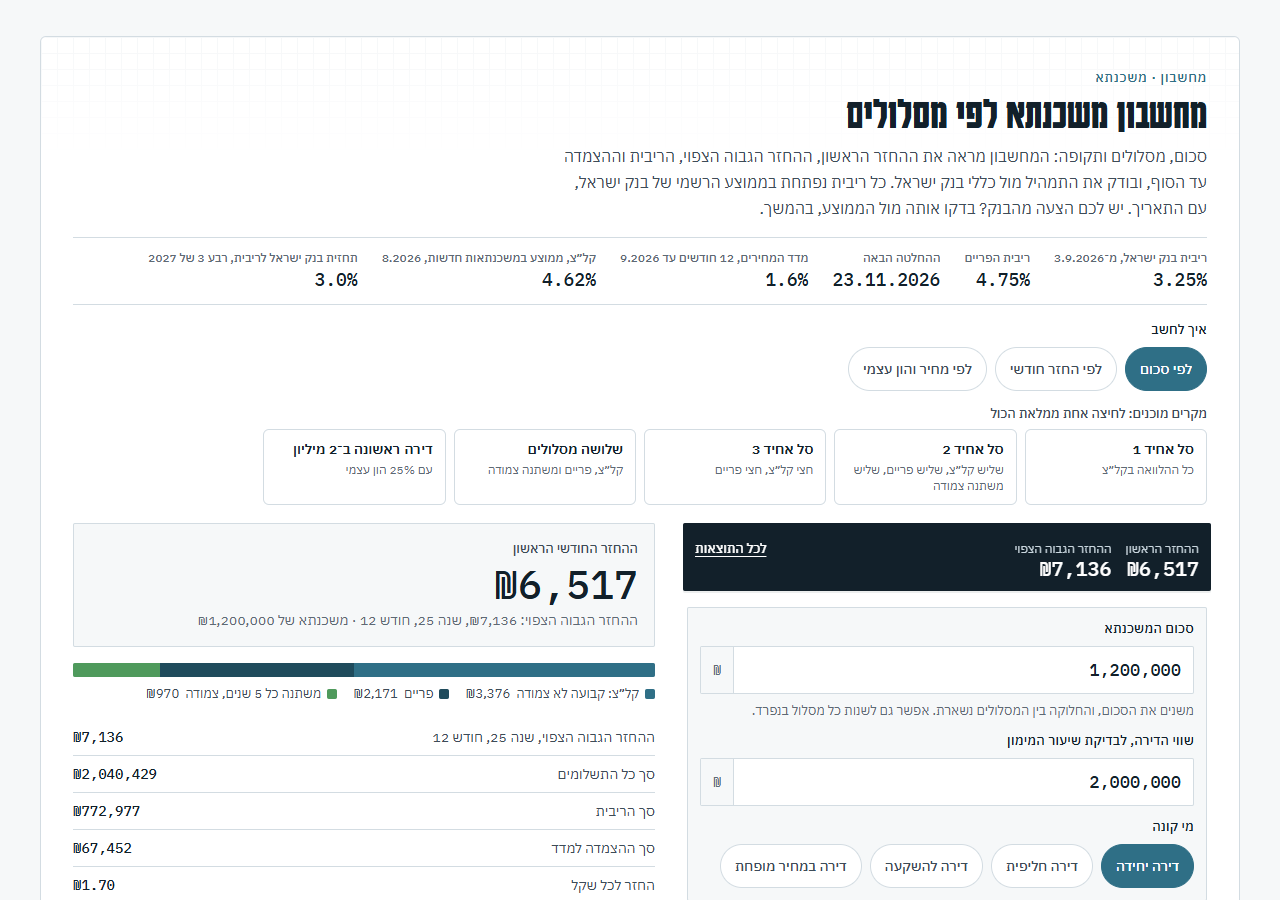 מחשבון · משכנתא
מחשבון משכנתא לפי מסלולים
סכום, מסלולים ותקופה: המחשבון מראה את ההחזר הראשון, ההחזר הגבוה הצפוי, הריבית וההצמדה
עד הסוף, ובודק את התמהיל מול כללי בנק ישראל. כל ריבית נפתחת בממוצע הרשמי של בנק ישראל,
עם התאריך. יש לכם הצעה מהבנק? בדקו אותה מול הממוצע, בהמשך.
ריבית בנק ישראל, מ־3.9.2026
3.25%
ריבית הפריים
4.75%
ההחלטה הבאה
23.11.2026
מדד המחירים, 12 חודשים עד 9.2026
1.6%
קל״צ, ממוצע במשכנתאות חדשות, 8.2026
4.62%
תחזית בנק ישראל לריבית, רבע 3 של 2027
3.0%
איך לחשב
לפי סכום
לפי החזר חודשי
לפי מחיר והון עצמי
מקרים מוכנים: לחיצה אחת ממלאת הכול
סל אחיד 1
כל ההלוואה בקל״צ
סל אחיד 2
שליש קל״צ, שליש פריים, שליש
משתנה צמודה
סל אחיד 3
חצי קל״צ, חצי פריים
שלושה מסלולים
קל״צ, פריים ומשתנה צמודה
דירה ראשונה ב־2 מיליון
עם 25% הון עצמי
ההחזר הראשון
₪6,517
ההחזר הגבוה הצפוי
₪7,136
לכל התוצאות
סכום המשכנתא
1,200,000
₪
משנים את הסכום, והחלוקה בין המסלולים נשארת. אפשר גם לשנות כל מסלול בנפרד.
שווי הדירה, לבדיקת שיעור המימון
2,000,000
₪
מי קונה
דירה יחידה
דירה חליפית
דירה להשקעה
דירה במחיר מופחת
ההחזר החודשי הראשון
₪6,517
ההחזר הגבוה הצפוי: ₪7,136, שנה 25, חודש 12 · משכנתא של ₪1,200,000
קל״צ: קבועה לא צמודה ₪3,376
פריים ₪2,171
משתנה כל 5 שנים, צמודה ₪970
ההחזר הגבוה הצפוי, שנה 25, חודש 12 ₪7,136
סך כל התשלומים ₪2,040,429
סך הריבית ₪772,977
סך ההצמדה למדד ₪67,452
החזר לכל שקל ₪1.70